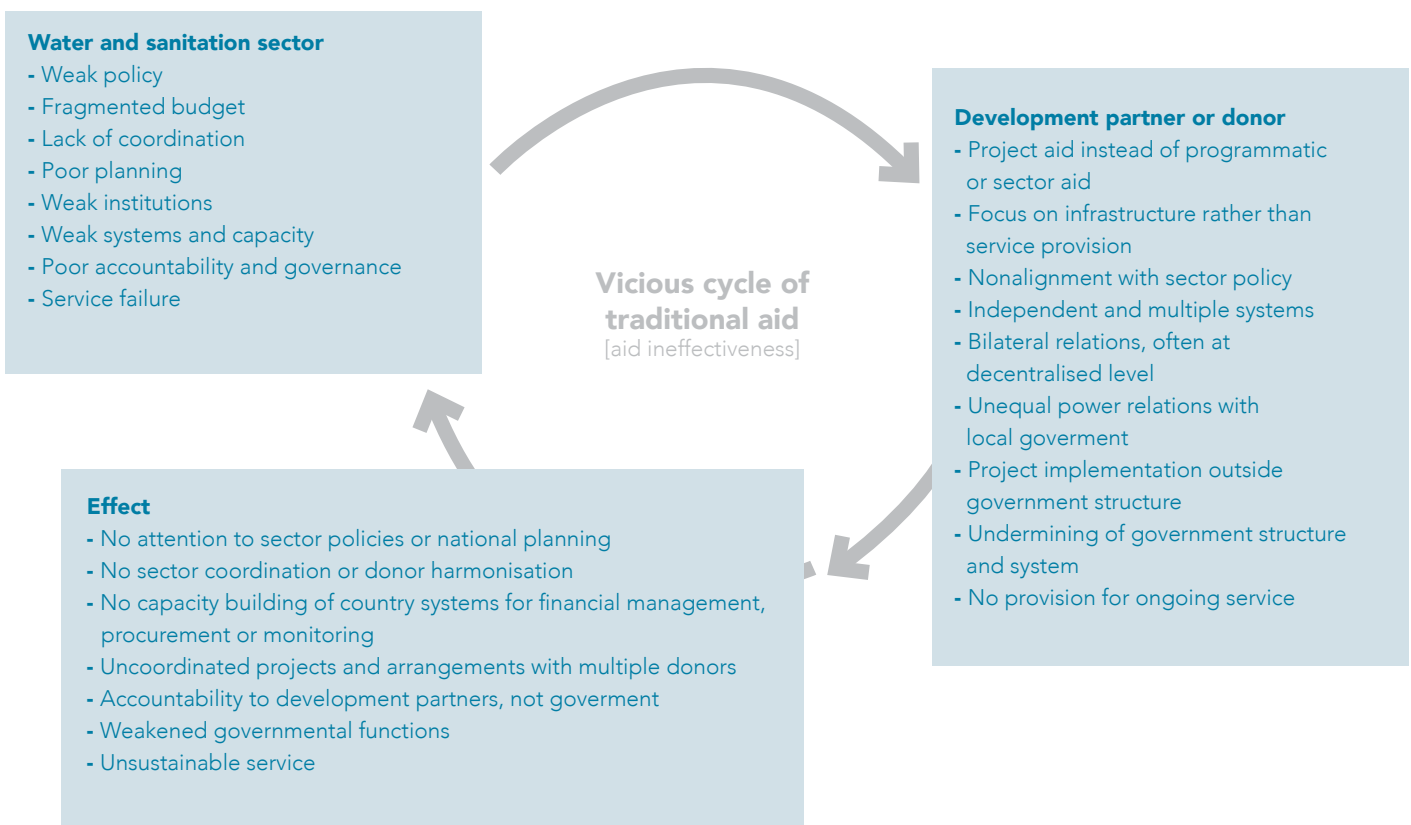 Water and sanitation sector
- Weak policy
- Fragmented budget
- Lack of coordination
- Poor planning
- Weak institutions
- Weak systems and capacity
- Poor accountability and governance
- Service failure
Vicious cycle of
traditional aid
[aid ineffectiveness]
Development partner or donor
- Project aid instead of programmatic
or sector aid
- Focus on infrastructure rather than
service provision
- Nonalignment with sector policy
- Independent and multiple systems
- Bilateral relations, often at
decentralised level
- Unequal power relations with
local goverment
- Project implementation outside
government structure
- Undermining of government structure
and system
- No provision for ongoing service
Effect
- No attention to sector policies or national planning
- No sector coordination or donor harmonisation
- No capacity building of country systems for financial management,
procurement or monitoring
- Uncoordinated projects and arrangements with multiple donors
- Accountability to development partners, not goverment
- Weakened governmental functions
- Unsustainable service